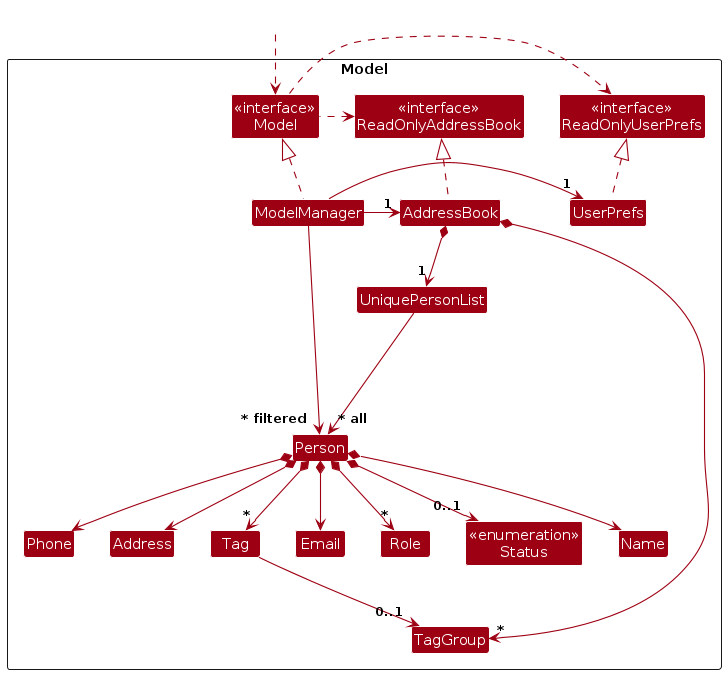 Model
«interface»
Model
«interface»
ReadOnlyAddressBook
«interface»
ReadOnlyUserPrefs
1
ModelManager
1
AddressBook
UserPrefs
1
UniquePersonList
* filtered
* all
Person
*
*
0..1
Phone
Address
Tag
Email
Role
«enumeration»
Status
Name
0..1
*
TagGroup